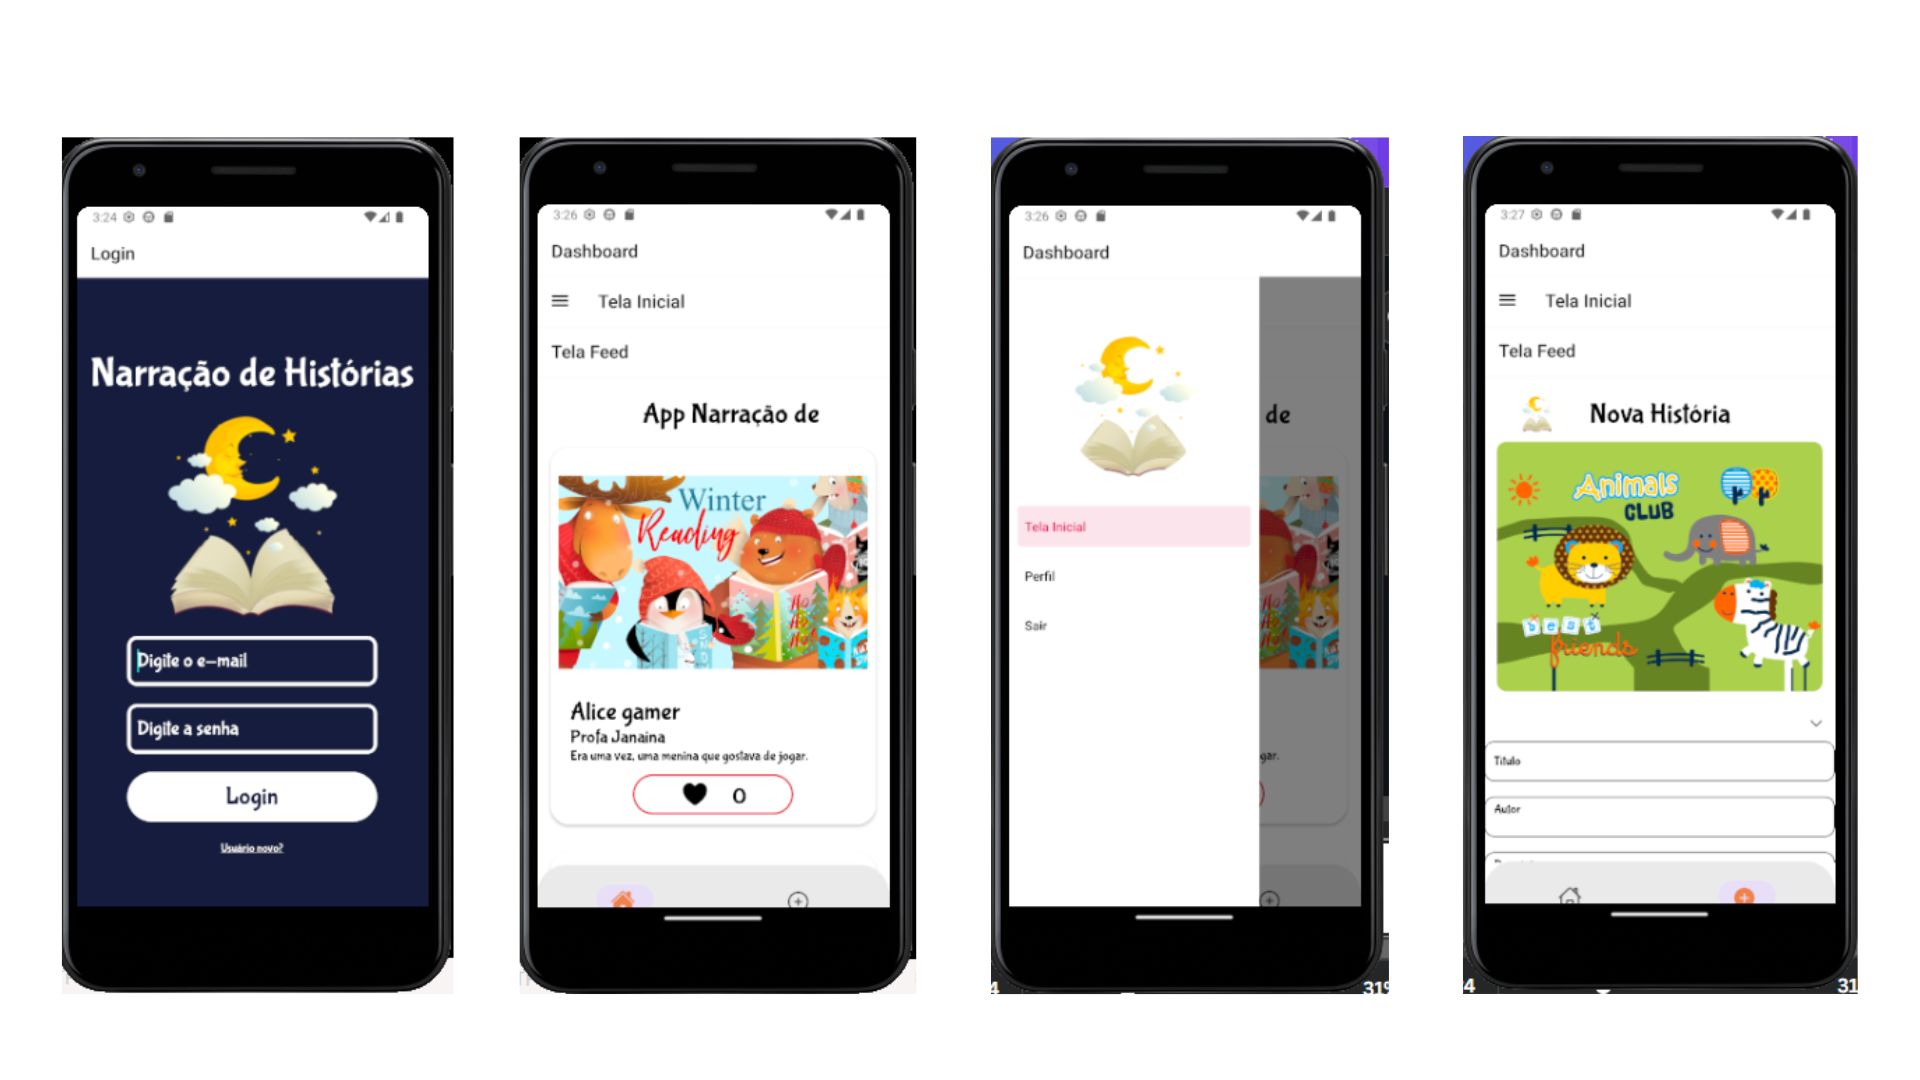 3:24
Login
Narração de Histórias
Digite o e-mail
Digite a senha
Login
Usuário novo?
3:26
Dashboard
Tela Inicial
Tela Feed
App Narração de
Winter
Reading
Alice gamer
Profa Janaina
Era uma vez, uma menina que gostava de jogar.
0
3:26
Dashboard
de
Tela Inicial
Perfil
Sair
gar.
4
31%
3:27
Dashboard
Tela Inicial
Tela Feed
Nova História
Animals
CLUB
best
friends
Titulo
Autor
4
31